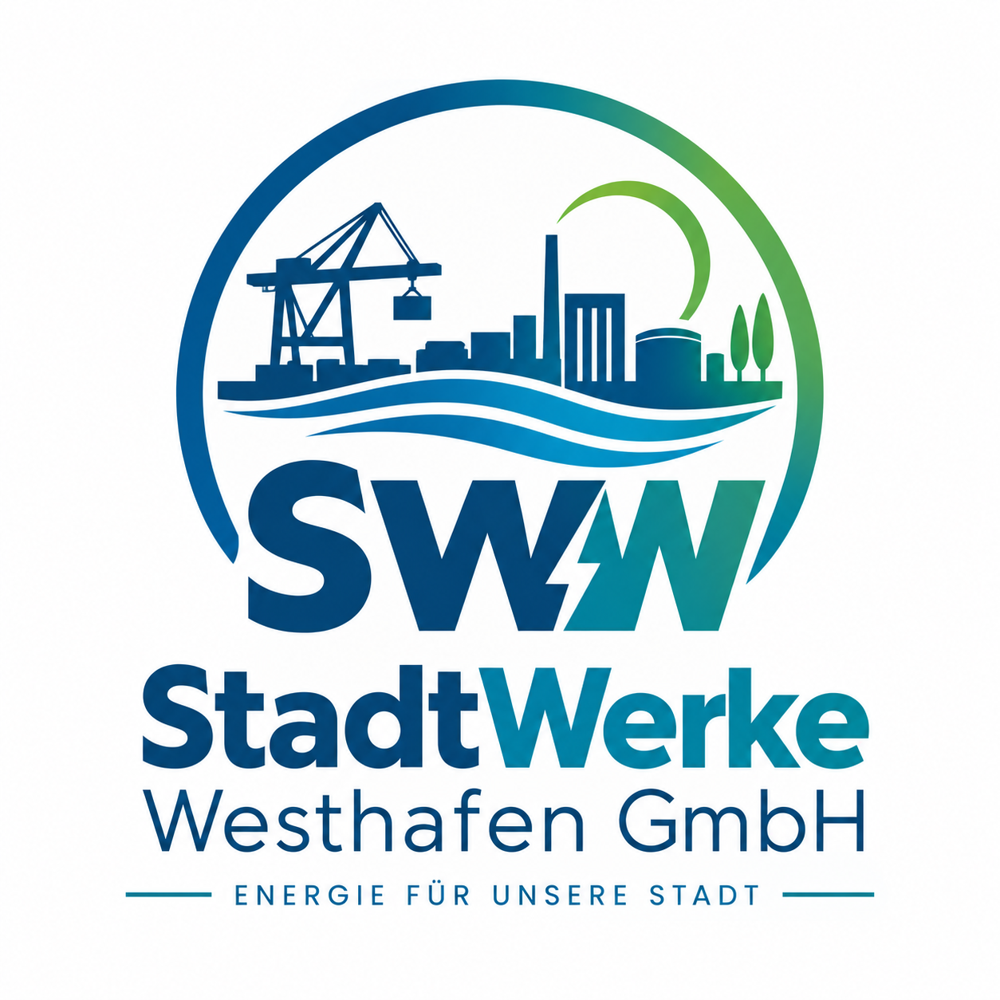 SWW
StadtWerke
Westhafen GmbH
ENERGIE FÜR UNSERE STADT